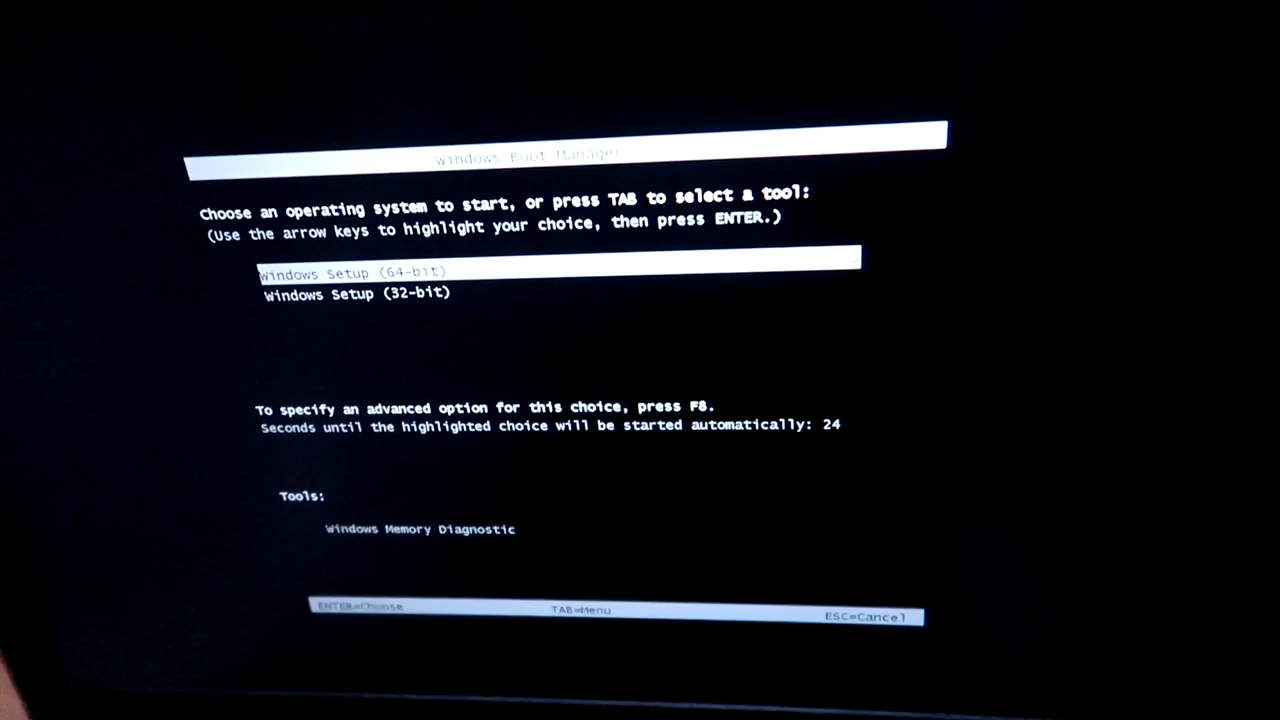 Windows Boot Manager
Choose an operating system to start, or press TAB to select a tool:
(Use the arrow keys to highlight your choice, then press ENTER.)
Windows Setup (64-bit)
Windows Setup (32-bit)
To specify an advanced option for this choice, press F8.
Seconds until the highlighted choice will be started automatically: 24
Tools:
Windows Memory Diagnostic
ENTER=Choose TAB=Menu ESC=Cancel